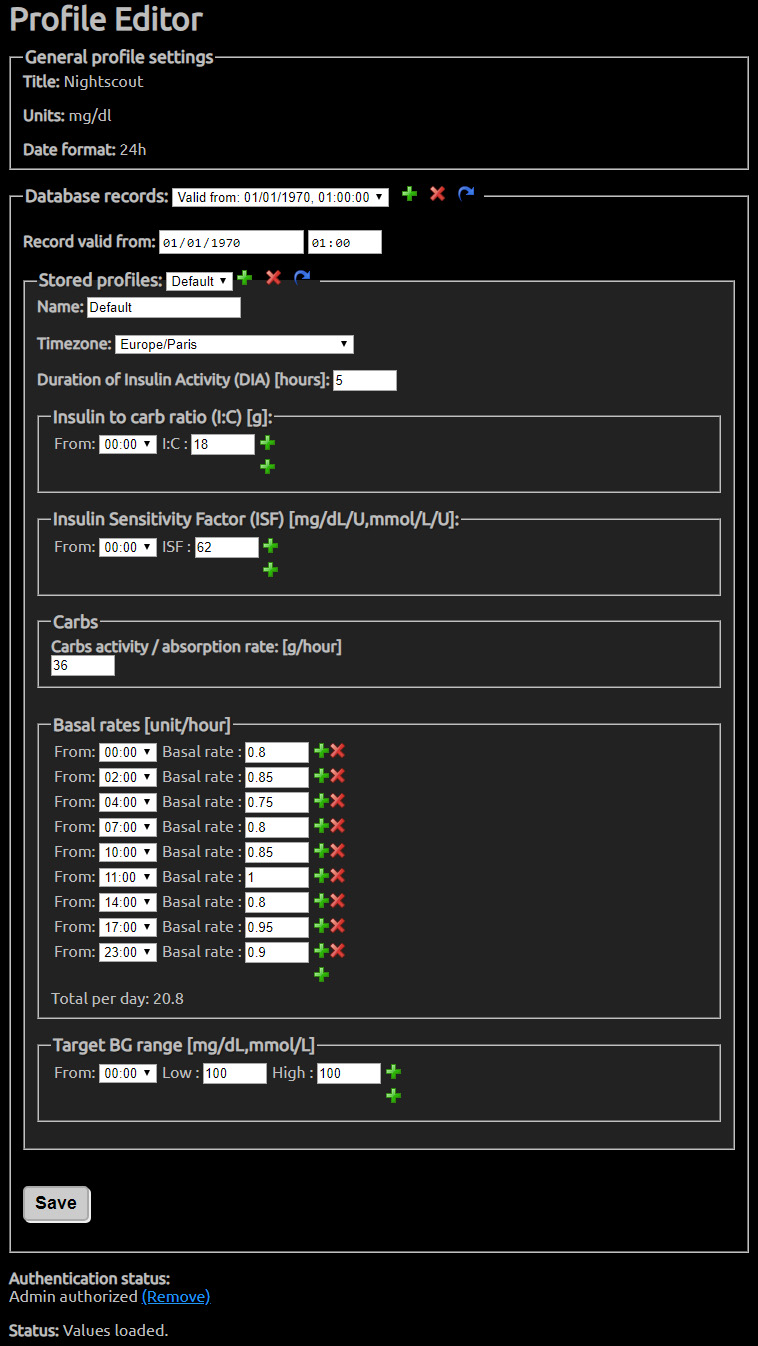 Profile Editor
General profile settings
Title: Nightscout
Units: mg/dl
Date format: 24h
Database records: Valid from: 01/01/1970, 01:00:00
Record valid from: 01/01/1970 01:00
Stored profiles: Default
Name: Default
Timezone: Europe/Paris
Duration of Insulin Activity (DIA) [hours]: 5
Insulin to carb ratio (I:C) [g]:
From: 00:00 I:C : 18
Insulin Sensitivity Factor (ISF) [mg/dL/U,mmol/L/U]:
From: 00:00 ISF : 62
Carbs
Carbs activity / absorption rate: [g/hour]
36
Basal rates [unit/hour]
From: 00:00 Basal rate : 0.8
From: 02:00 Basal rate : 0.85
From: 04:00 Basal rate : 0.75
From: 07:00 Basal rate : 0.8
From: 10:00 Basal rate : 0.85
From: 11:00 Basal rate : 1
From: 14:00 Basal rate : 0.8
From: 17:00 Basal rate : 0.95
From: 23:00 Basal rate : 0.9
Total per day: 20.8
Target BG range [mg/dL,mmol/L]
From: 00:00 Low : 100 High : 100
Save
Authentication status:
Admin authorized (Remove)
Status: Values loaded.